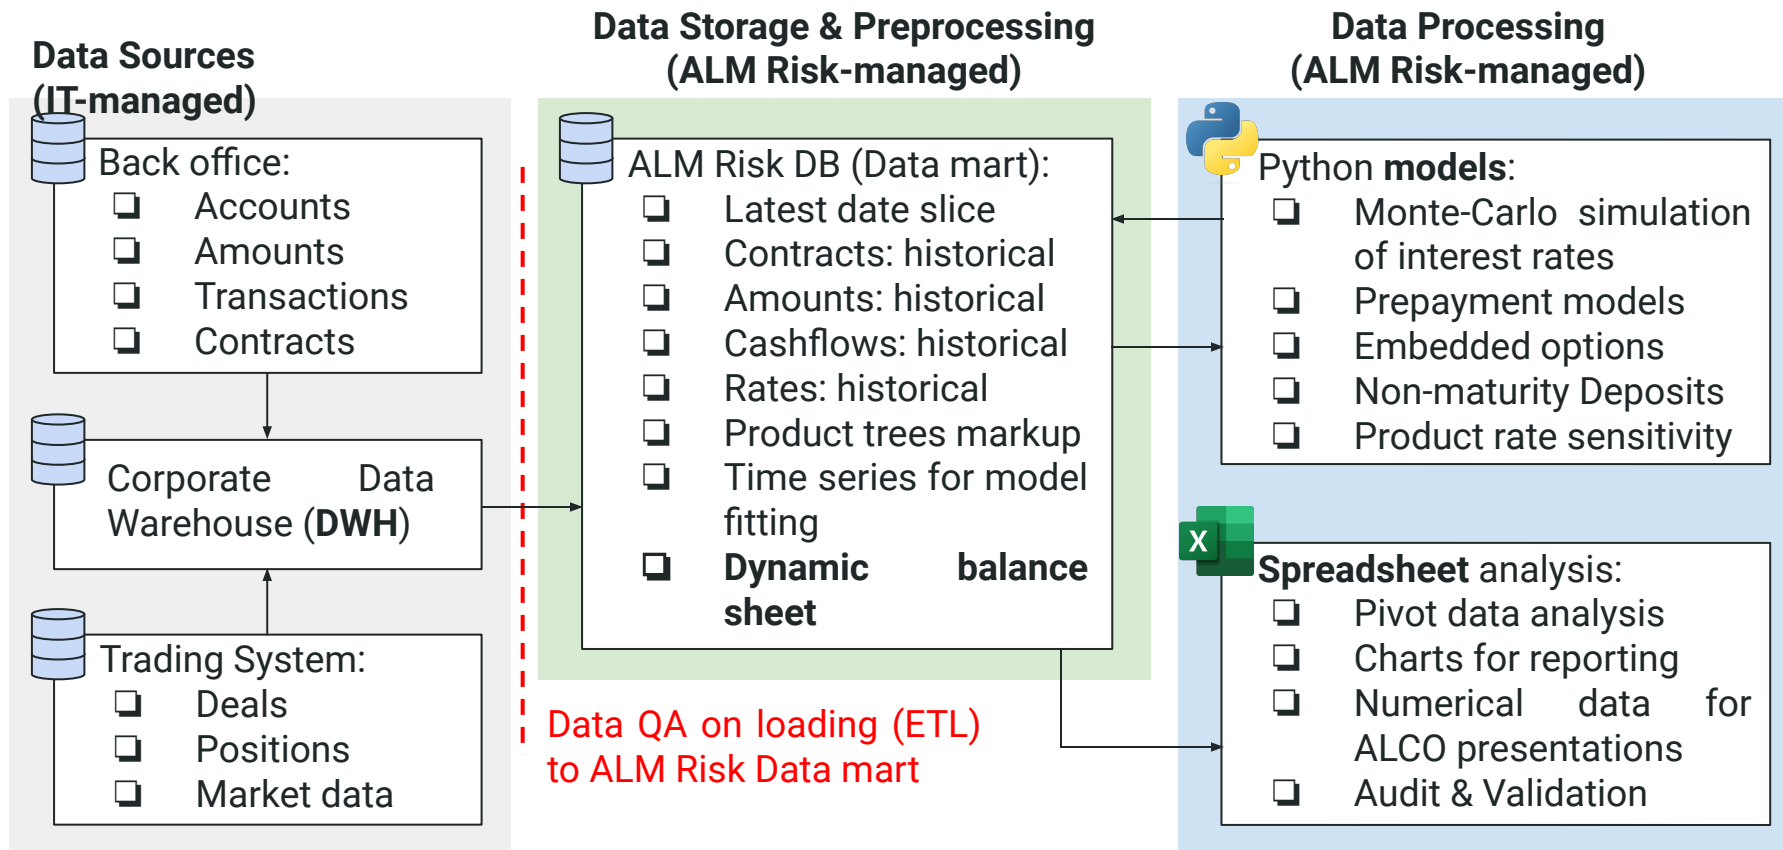 Data Sources
(IT-managed)
Back office:
❏ Accounts
❏ Amounts
❏ Transactions
❏ Contracts
Corporate Data
Warehouse (DWH)
Trading System:
❏ Deals
❏ Positions
❏ Market data
Data Storage & Preprocessing
(ALM Risk-managed)
ALM Risk DB (Data mart):
❏ Latest date slice
❏ Contracts: historical
❏ Amounts: historical
❏ Cashflows: historical
❏ Rates: historical
❏ Product trees markup
❏ Time series for model
fitting
❏ Dynamic balance
sheet
Data QA on loading (ETL)
to ALM Risk Data mart
Data Processing
(ALM Risk-managed)
Python models:
❏ Monte-Carlo simulation
of interest rates
❏ Prepayment models
❏ Embedded options
❏ Non-maturity Deposits
❏ Product rate sensitivity
X
Spreadsheet analysis:
❏ Pivot data analysis
❏ Charts for reporting
❏ Numerical data for
ALCO presentations
❏ Audit & Validation